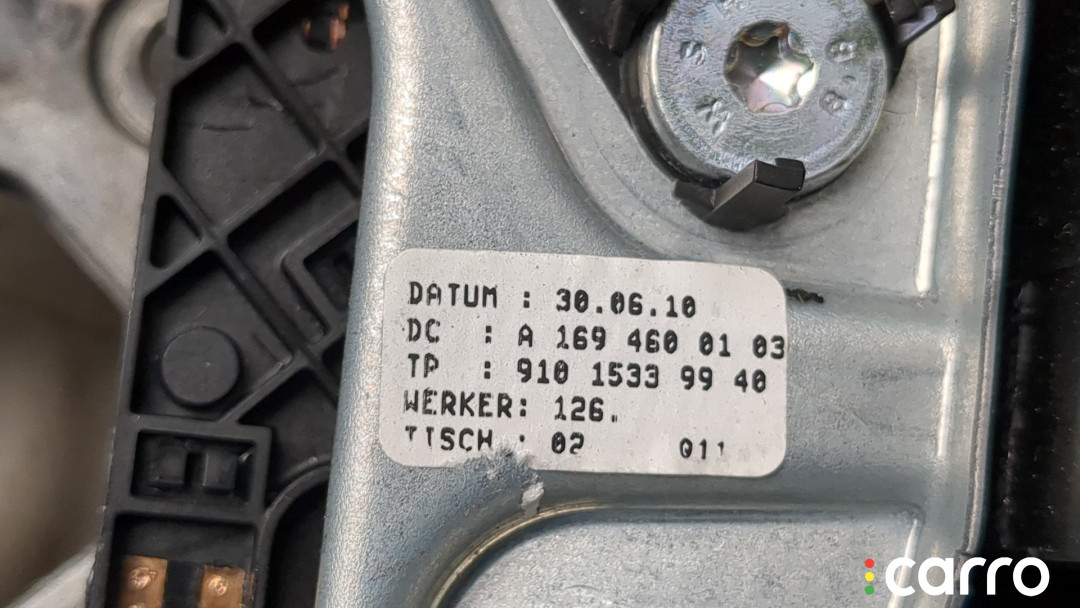 DATUM : 30.06.10
DC : A 169 460 01 03
TP : 910 1533 99 40
WERKER: 126.
TISCH : 02
carro